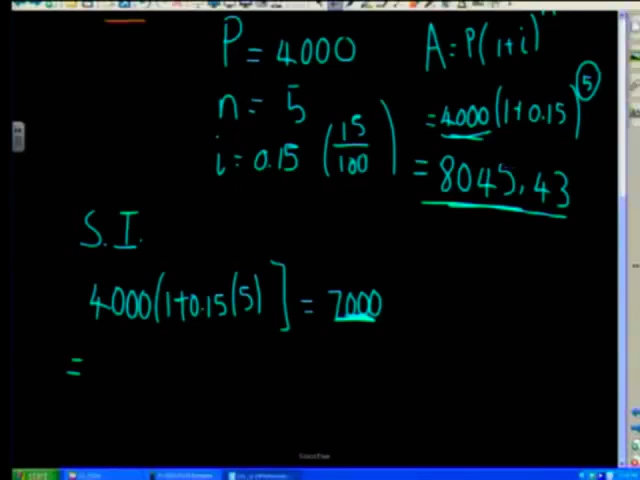 P = 4000
A = P(1+i)^n
n = 5
= 4000(1+0.15)^5
i = 0.15 (15/100)
= 8045,43
S.I.
4000(1+0.15(5)] = 7000
=
start